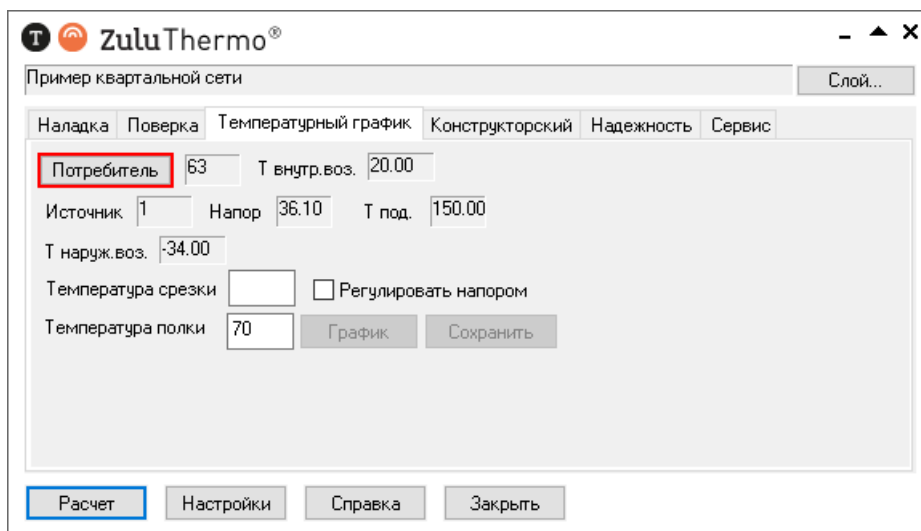 T ZuluThermo®
Пример квартальной сети Слой...
Наладка Поверка Температурный график Конструкторский Надежность Сервис
Потребитель 63 Т внутр.воз. 20.00
Источник 1 Напор 36.10 Т под. 150.00
Т наруж.воз. -34.00
Температура срезки Регулировать напором
Температура полки 70 График Сохранить
Расчет Настройки Справка Закрыть